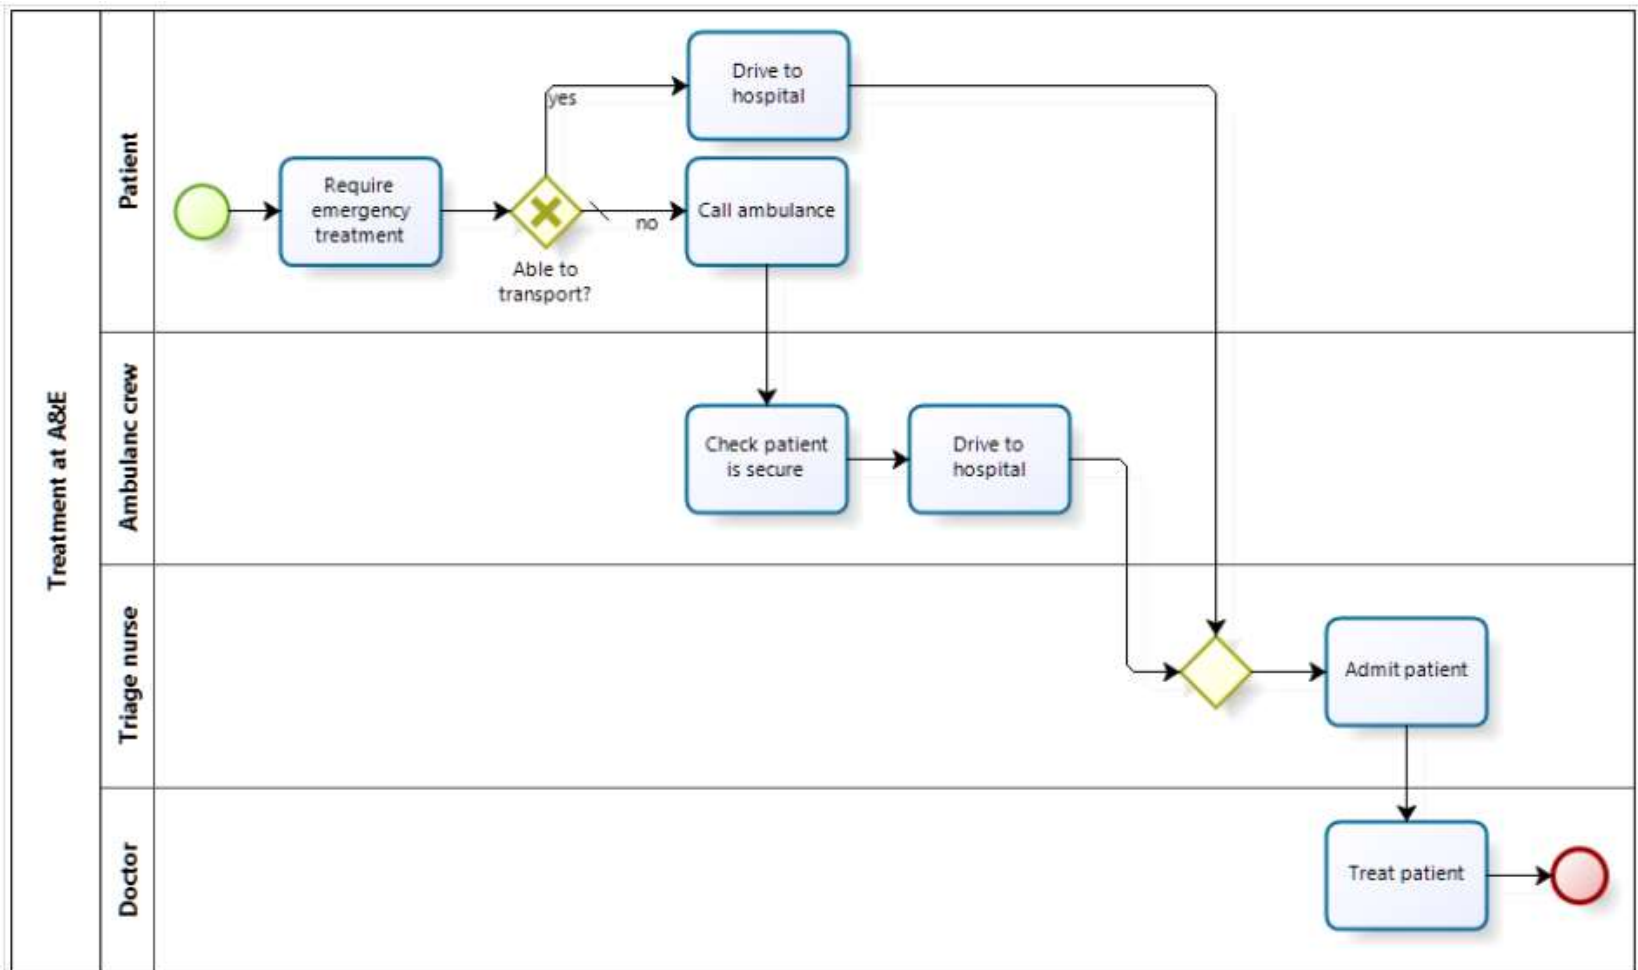 Treatment at A&E
Patient
Require
emergency
treatment
Able to
transport?
yes
no
Drive to
hospital
Call ambulance
Ambulanc crew
Check patient
is secure
Drive to
hospital
Triage nurse
Admit patient
Doctor
Treat patient